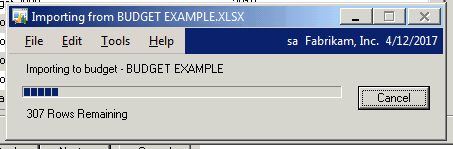 Importing from BUDGET EXAMPLE.XLSX
File Edit Tools Help sa Fabrikam, Inc. 4/12/2017
Importing to budget - BUDGET EXAMPLE
Cancel
307 Rows Remaining